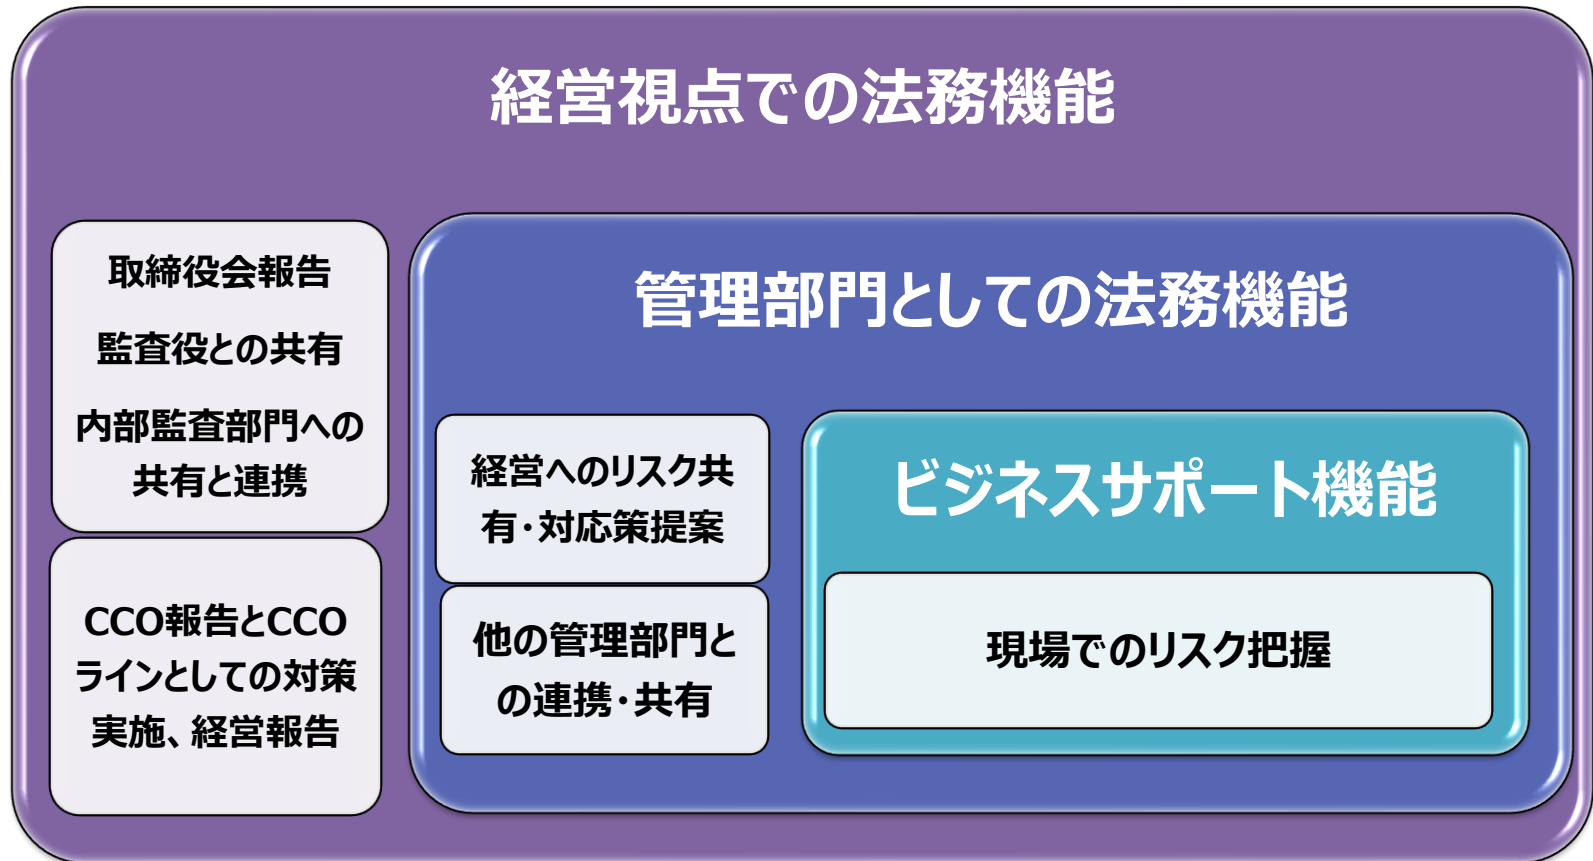 経営視点での法務機能
取締役会報告
監査役との共有
内部監査部門への
共有と連携
CCO報告とCCO
ラインとしての対策
実施、経営報告
管理部門としての法務機能
経営へのリスク共
有・対応策提案
他の管理部門と
の連携・共有
ビジネスサポート機能
現場でのリスク把握